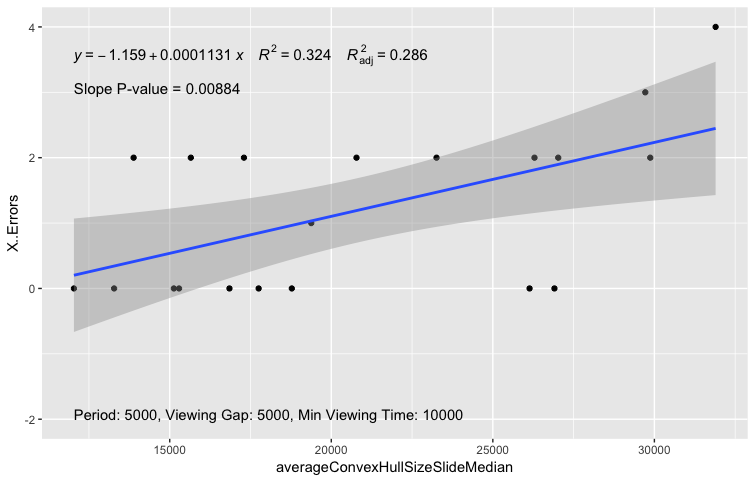 y = − 1.159 + 0.0001131 x R² = 0.324 R²adj = 0.286
Slope P-value = 0.00884
4
2
0
-2
X..Errors
Period: 5000, Viewing Gap: 5000, Min Viewing Time: 10000
15000 20000 25000 30000
averageConvexHullSizeSlideMedian